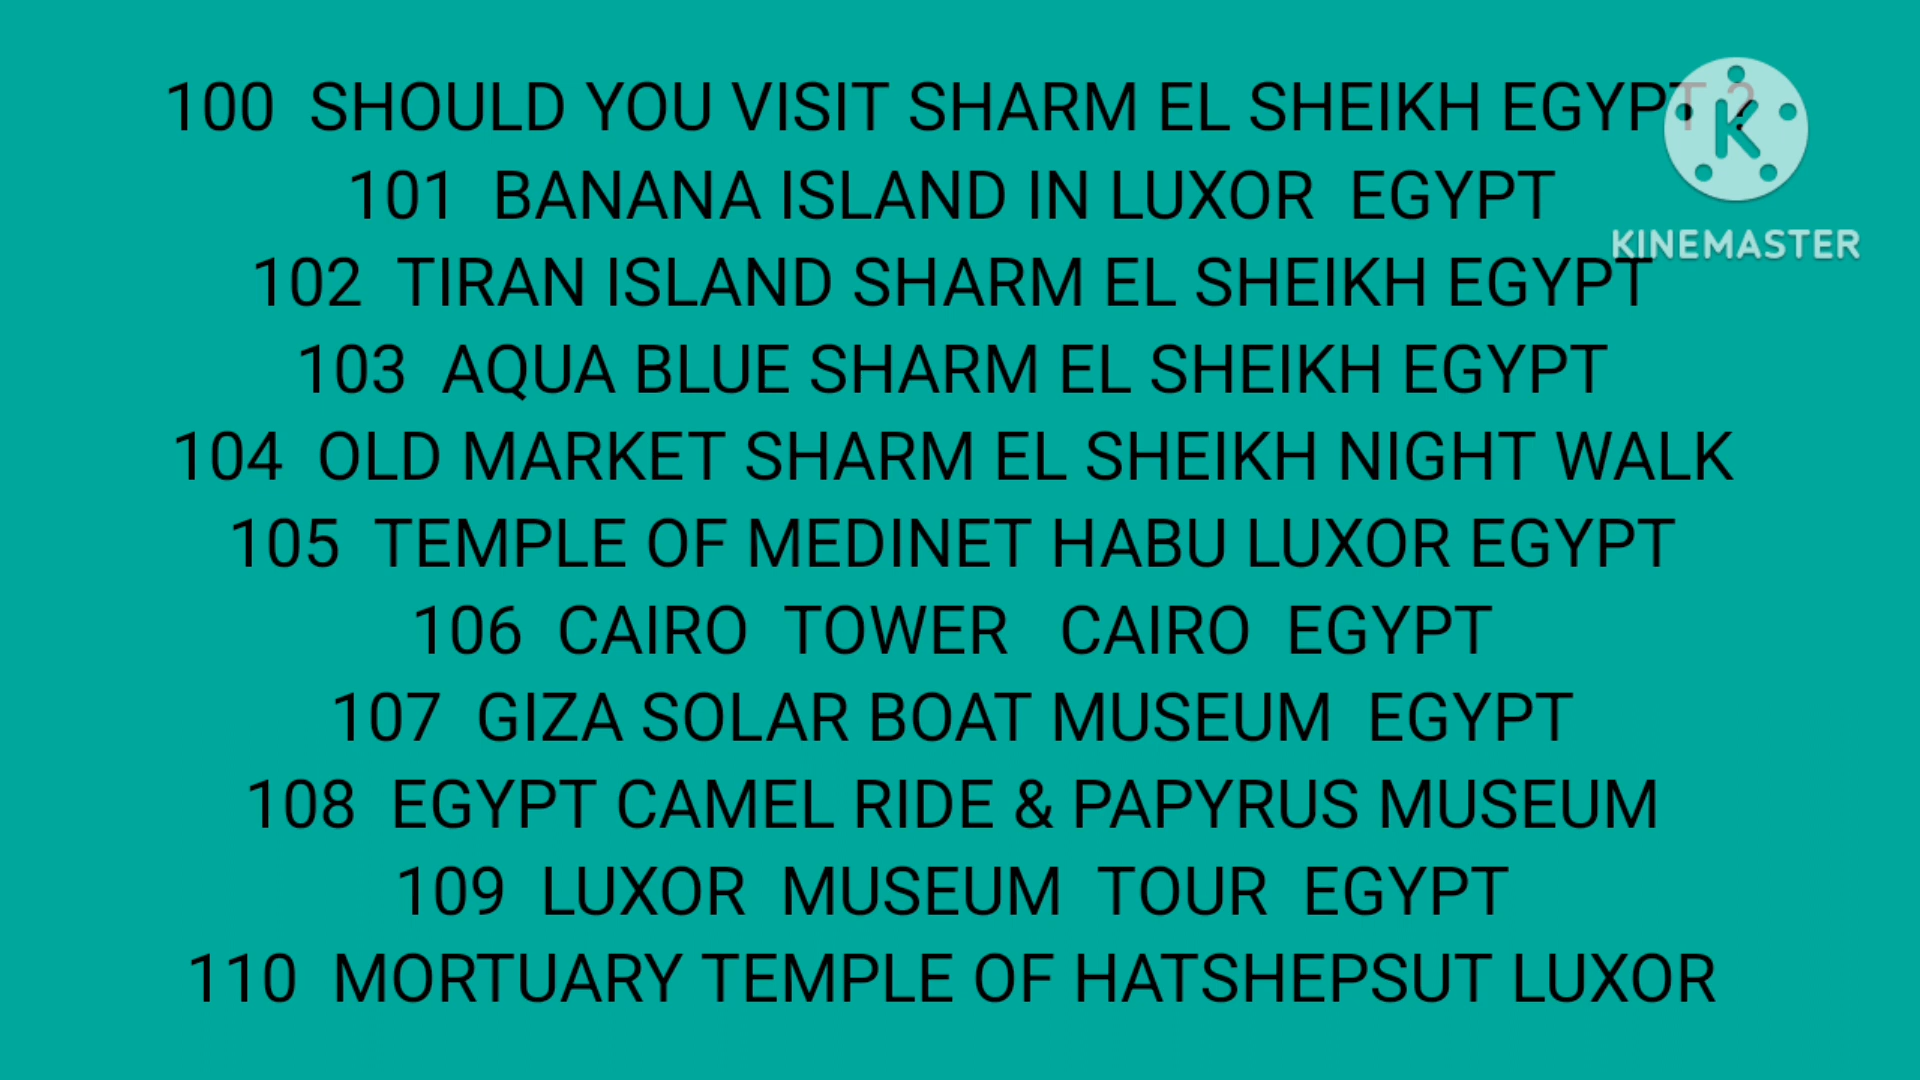 100  SHOULD YOU VISIT SHARM EL SHEIKH EGYPT ?
101  BANANA ISLAND IN LUXOR  EGYPT
KINEMASTER
102  TIRAN ISLAND SHARM EL SHEIKH EGYPT
103  AQUA BLUE SHARM EL SHEIKH EGYPT
104  OLD MARKET SHARM EL SHEIKH NIGHT WALK
105  TEMPLE OF MEDINET HABU LUXOR EGYPT
106  CAIRO  TOWER   CAIRO  EGYPT
107  GIZA SOLAR BOAT MUSEUM  EGYPT
108  EGYPT CAMEL RIDE & PAPYRUS MUSEUM
109  LUXOR  MUSEUM  TOUR  EGYPT
110  MORTUARY TEMPLE OF HATSHEPSUT LUXOR